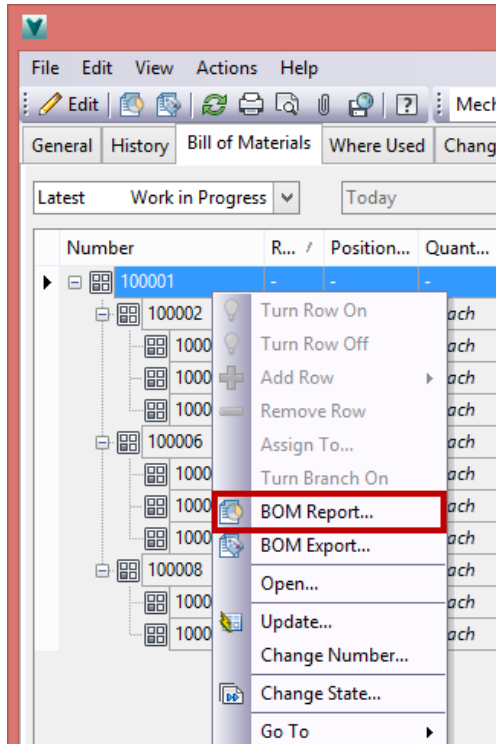 File Edit View Actions Help
Edit Mech
General History Bill of Materials Where Used Chang
Latest Work in Progress Today
Number R... Position... Quant...
100001 - - -
100002 ach
1000 ach
1000 ach
1000 ach
100006 ach
1000 ach
1000 ach
1000 ach
100008 ach
1000 ach
1000 ach
Turn Row On
Turn Row Off
Add Row
Remove Row
Assign To...
Turn Branch On
BOM Report...
BOM Export...
Open...
Update...
Change Number...
Change State...
Go To